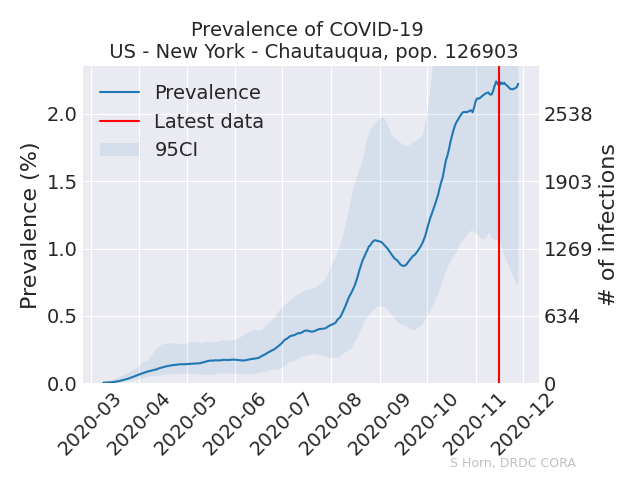 Prevalence of COVID-19
US - New York - Chautauqua, pop. 126903
Prevalence
Latest data
95CI
Prevalence (%)
2.0
1.5
1.0
0.5
0.0
2538
1903
1269
634
0
# of infections
2020-03
2020-04
2020-05
2020-06
2020-07
2020-08
2020-09
2020-10
2020-11
2020-12
S Horn, DRDC CORA